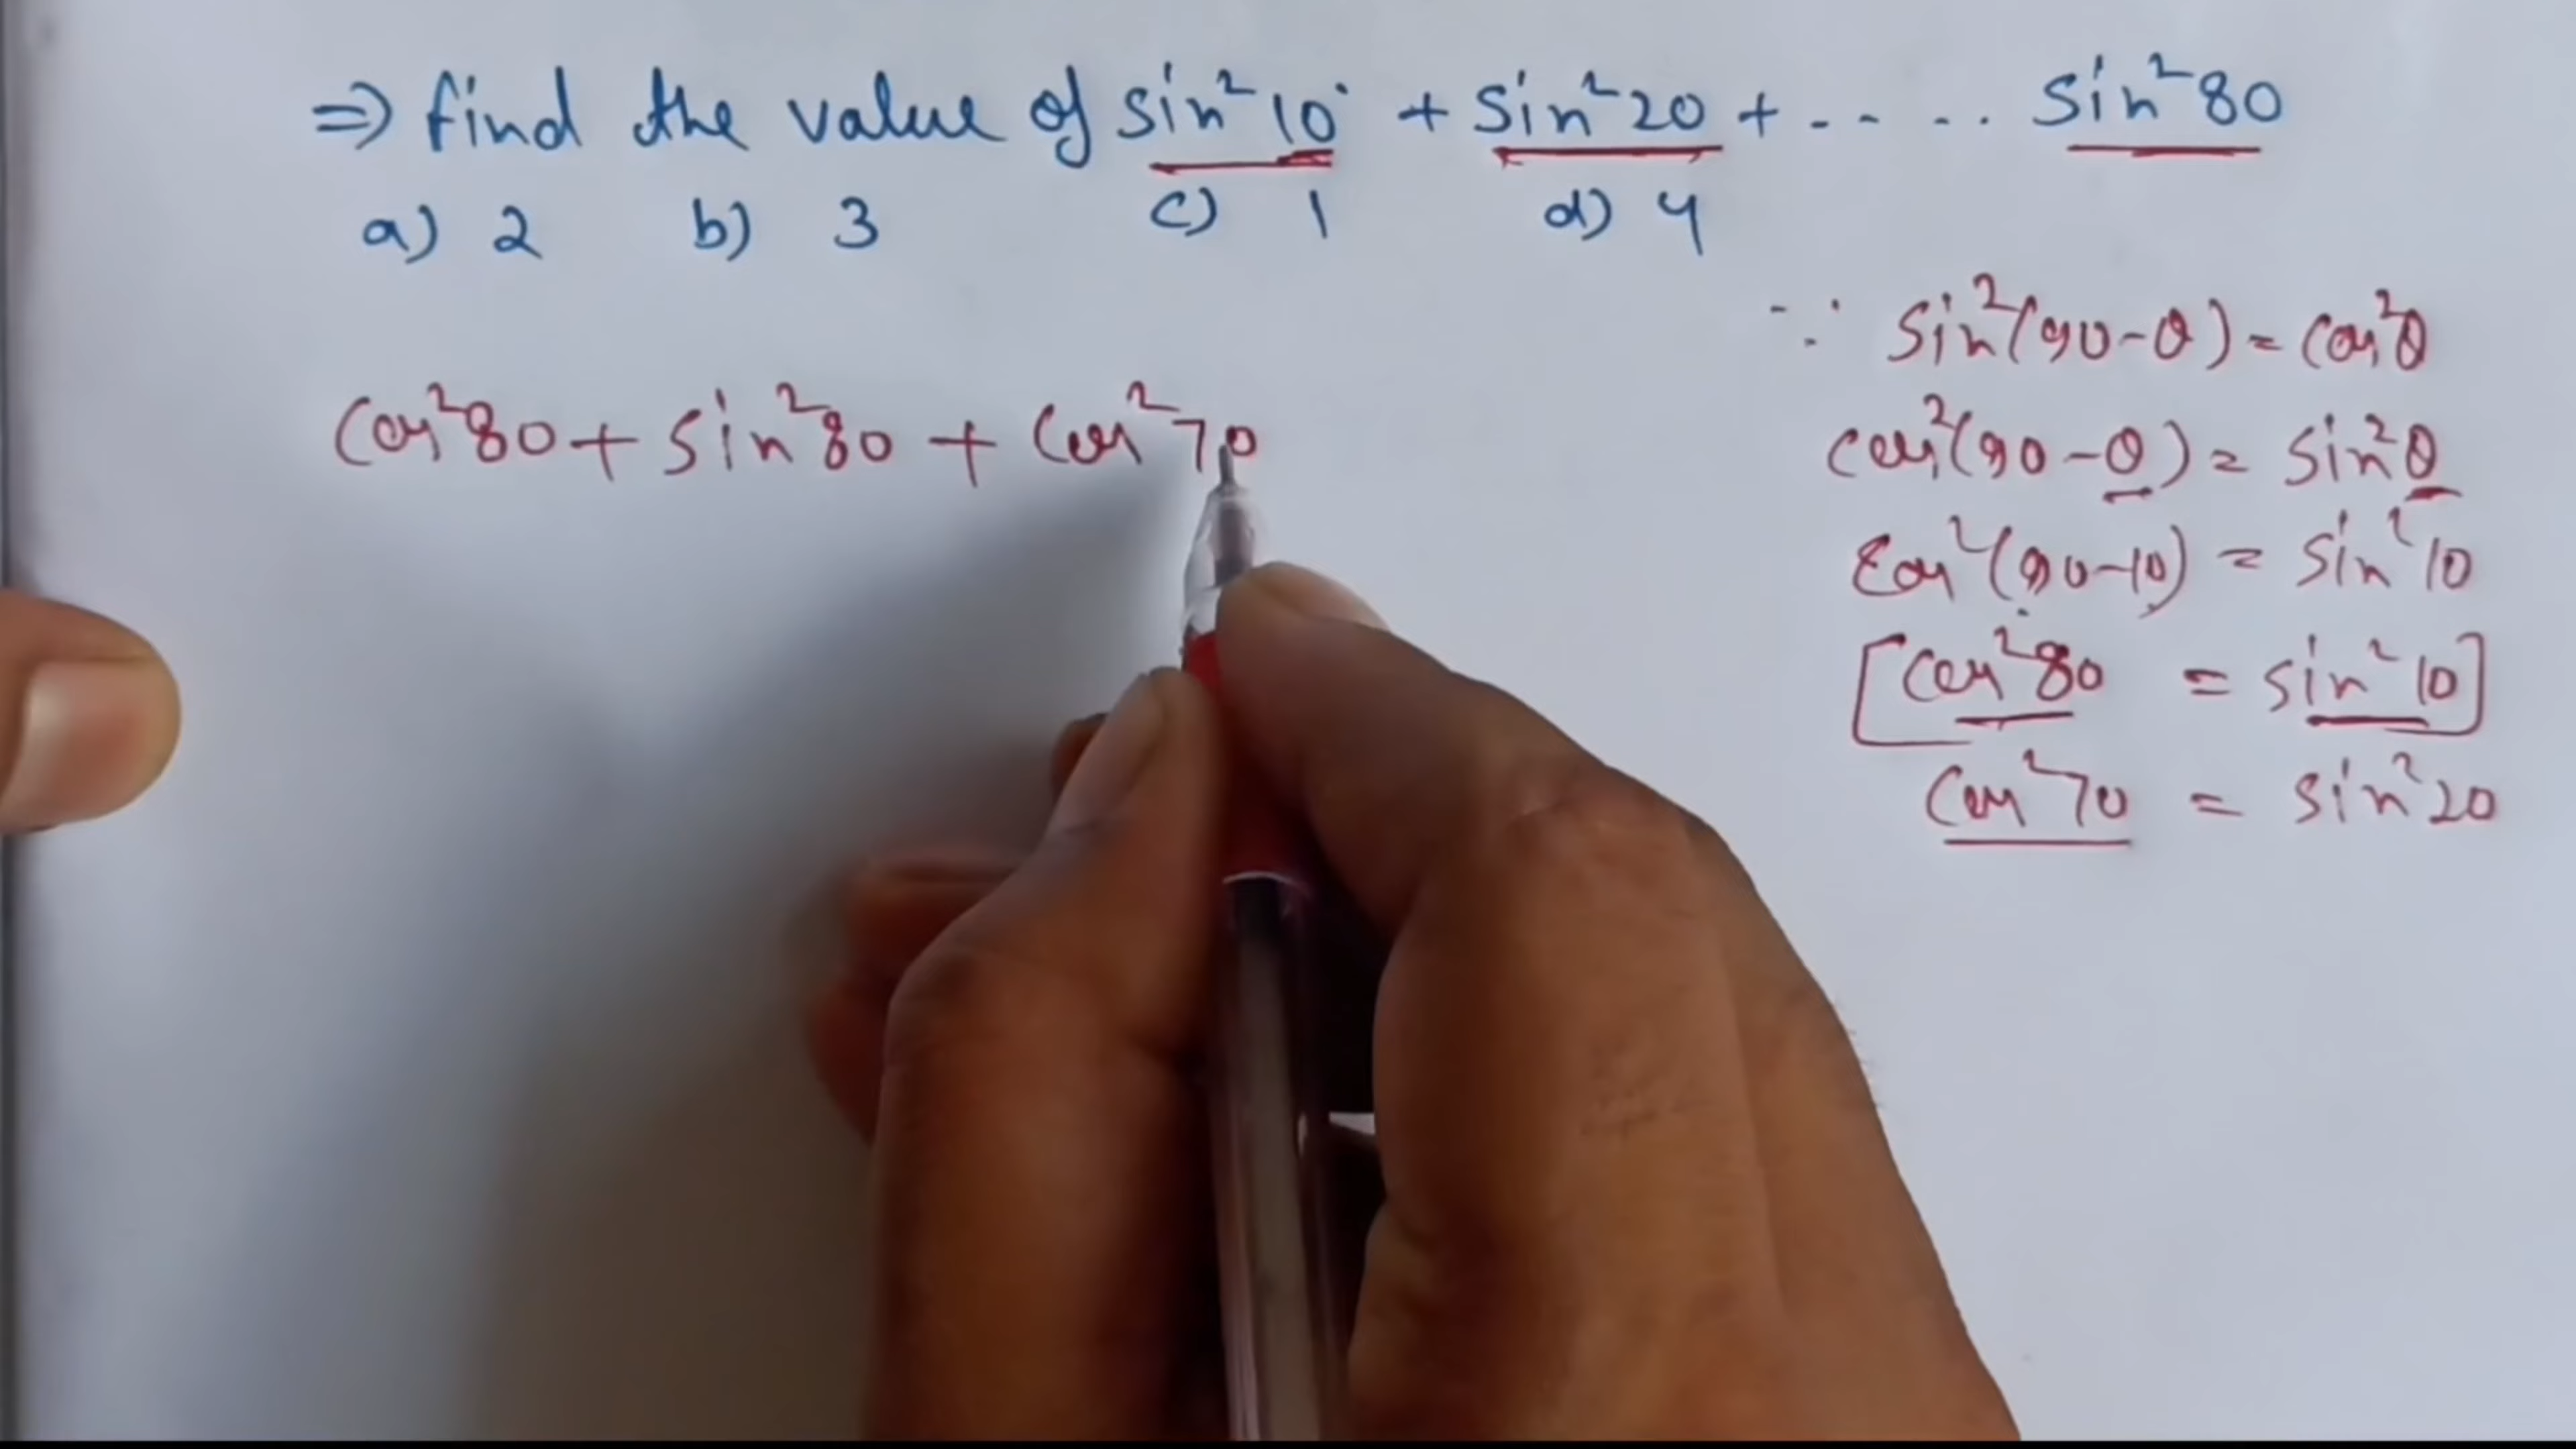 ⇒ find the value of sin²10° + sin²20 + - - - .. sin²80
a) 2 b) 3 c) 1 d) 4
∵ sin²(90-θ) = cos²θ
cos²80 + sin²80 + cos²70
cos²(90-θ) = sin²θ
cos²(90-10) = sin²10
[cos²80 = sin²10]
cos²70 = sin²20